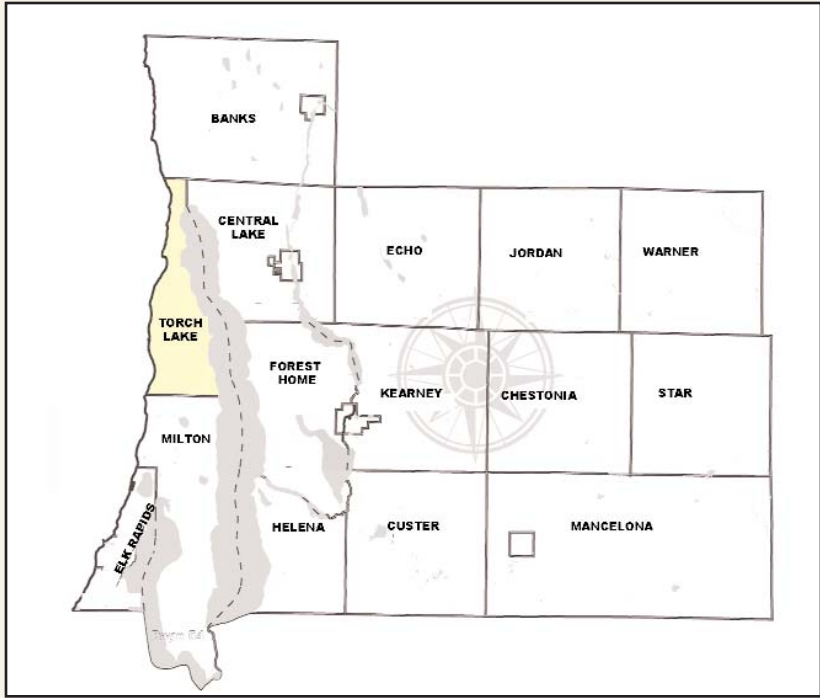 BANKS
CENTRAL
LAKE
ECHO
JORDAN
WARNER
TORCH
LAKE
FOREST
HOME
KEARNEY
CHESTONIA
STAR
MILTON
ELK RAPIDS
HELENA
CUSTER
MANCELONA